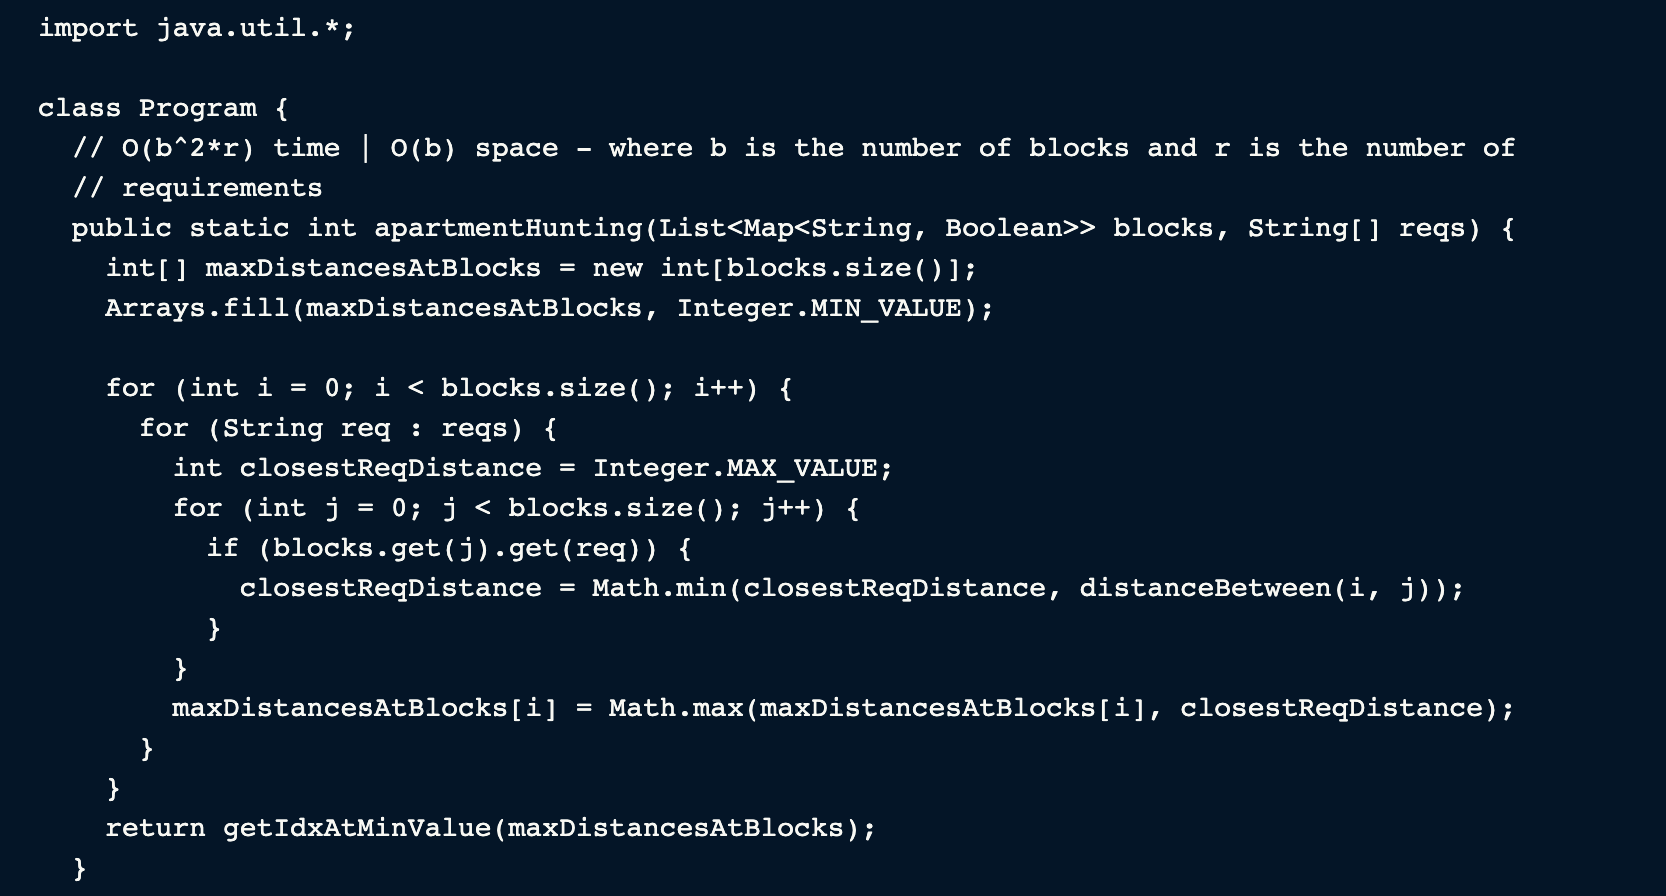 import java.util.*;
class Program {
// O(b^2*r) time | O(b) space - where b is the number of blocks and r is the number of
// requirements
public static int apartmentHunting(List<Map<String, Boolean>> blocks, String[] reqs) {
int[] maxDistancesAtBlocks = new int[blocks.size()];
Arrays.fill(maxDistancesAtBlocks, Integer.MIN_VALUE);
for (int i = 0; i < blocks.size(); i++) {
for (String req : reqs) {
int closestReqDistance = Integer.MAX_VALUE;
for (int j = 0; j < blocks.size(); j++) {
if (blocks.get(j).get(req)) {
closestReqDistance = Math.min(closestReqDistance, distanceBetween(i, j));
}
}
maxDistancesAtBlocks[i] = Math.max(maxDistancesAtBlocks[i], closestReqDistance);
}
}
return getIdxAtMinValue(maxDistancesAtBlocks);
}